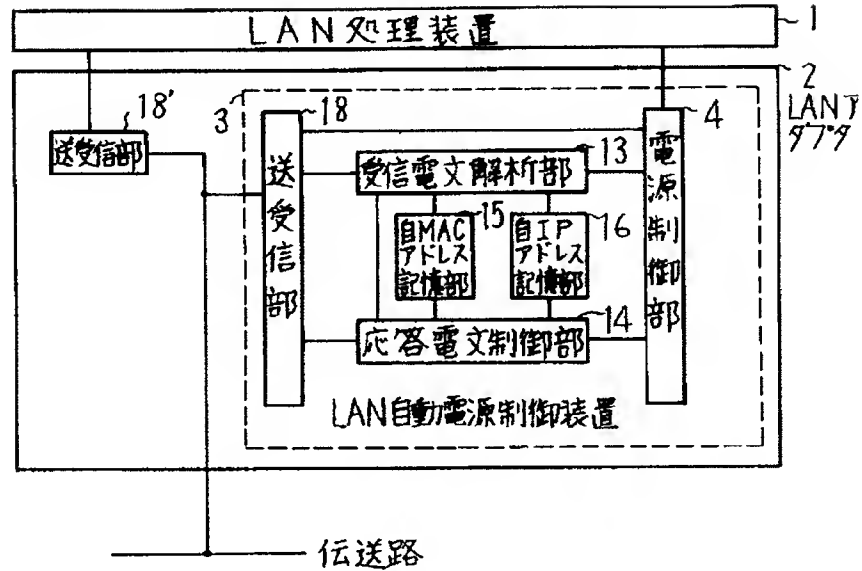 LAN処理装置
1
2
LANア
ダプタ
18'
送受信部
3
18
送受信部
4
電源制御部
13
受信電文解析部
15
自MAC
アドレス
記憶部
16
自IP
アドレス
記憶部
14
応答電文制御部
LAN自動電源制御装置
伝送路